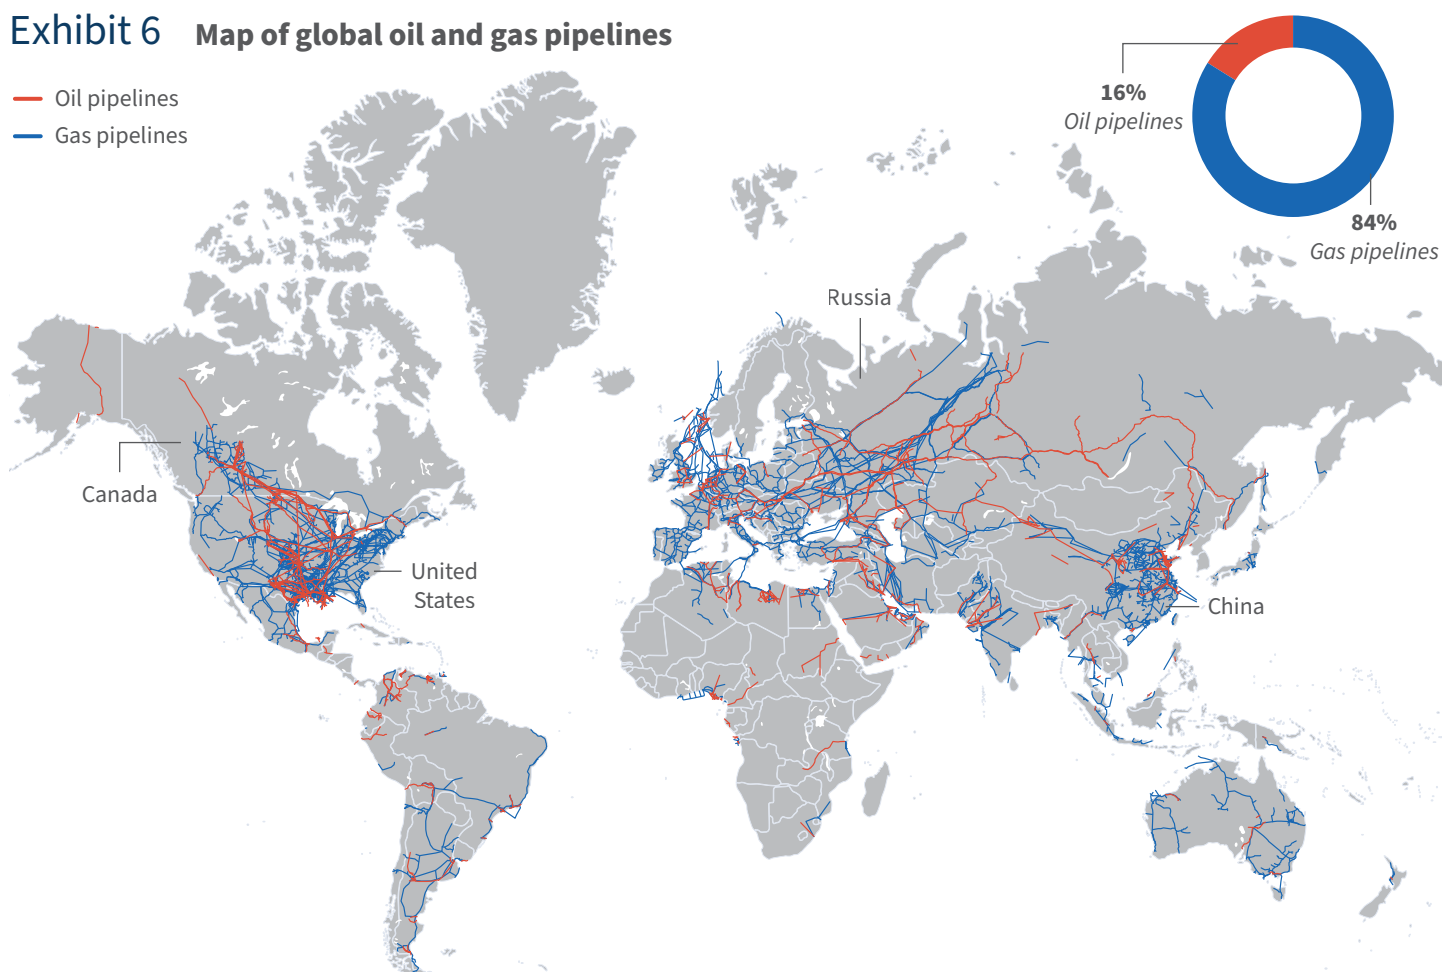 Exhibit 6
Map of global oil and gas pipelines
Oil pipelines
Gas pipelines
16%
Oil pipelines
84%
Gas pipelines
Russia
Canada
United
States
China